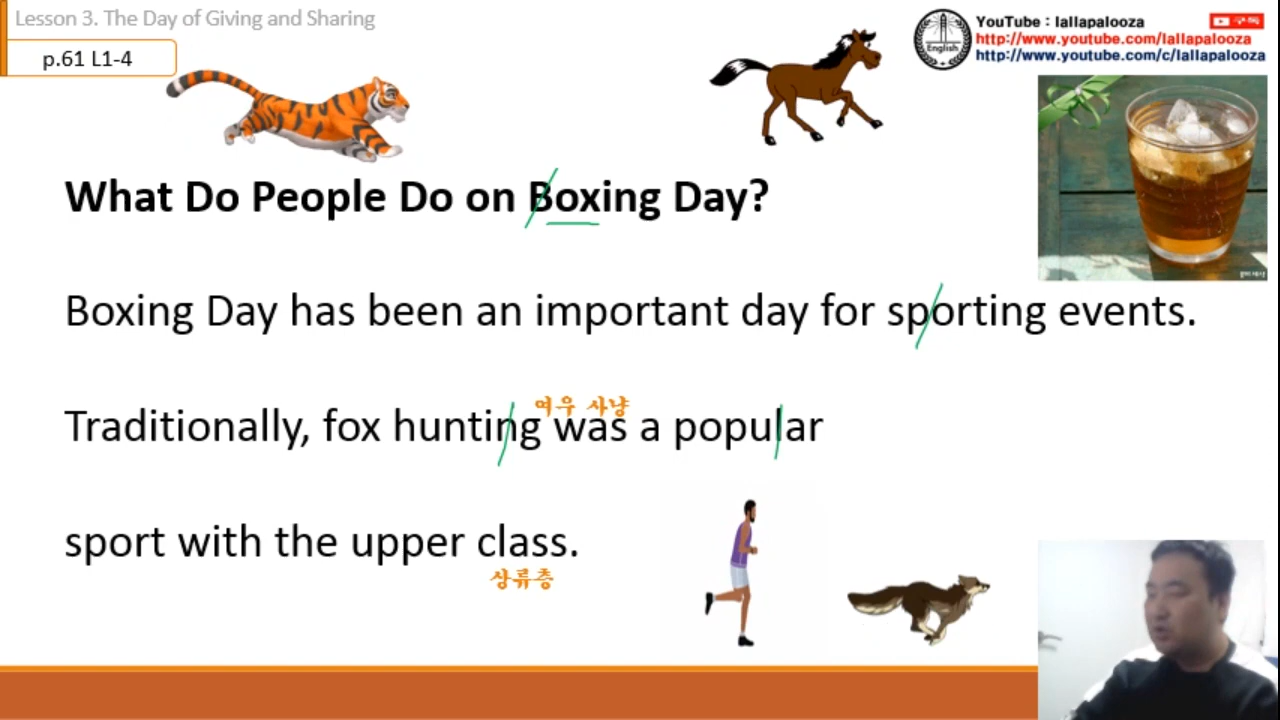 Lesson 3. The Day of Giving and Sharing
p.61 L1-4
YouTube : lallapalooza
구독
http://www.youtube.com/lallapalooza
English
http://www.youtube.com/c/lallapalooza
What Do People Do on Boxing Day?
Boxing Day has been an important day for sporting events.
여우 사냥
Traditionally, fox hunting was a popular
sport with the upper class.
상류층